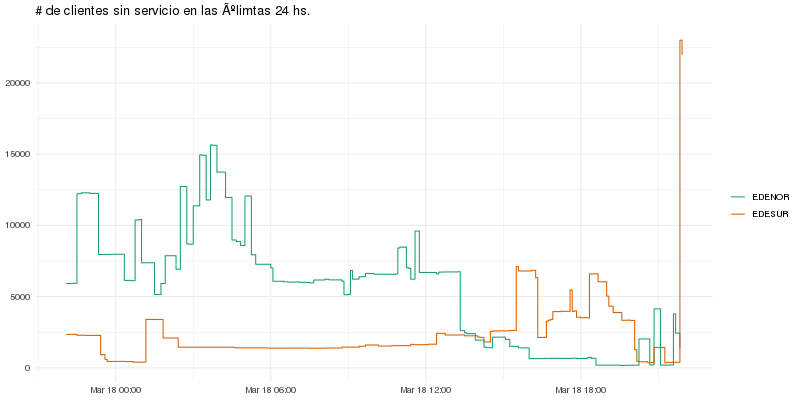 # de clientes sin servicio en las Ãºlimtas 24 hs.
20000
15000
10000
5000
0
Mar 18 00:00 Mar 18 06:00 Mar 18 12:00 Mar 18 18:00
EDENOR
EDESUR